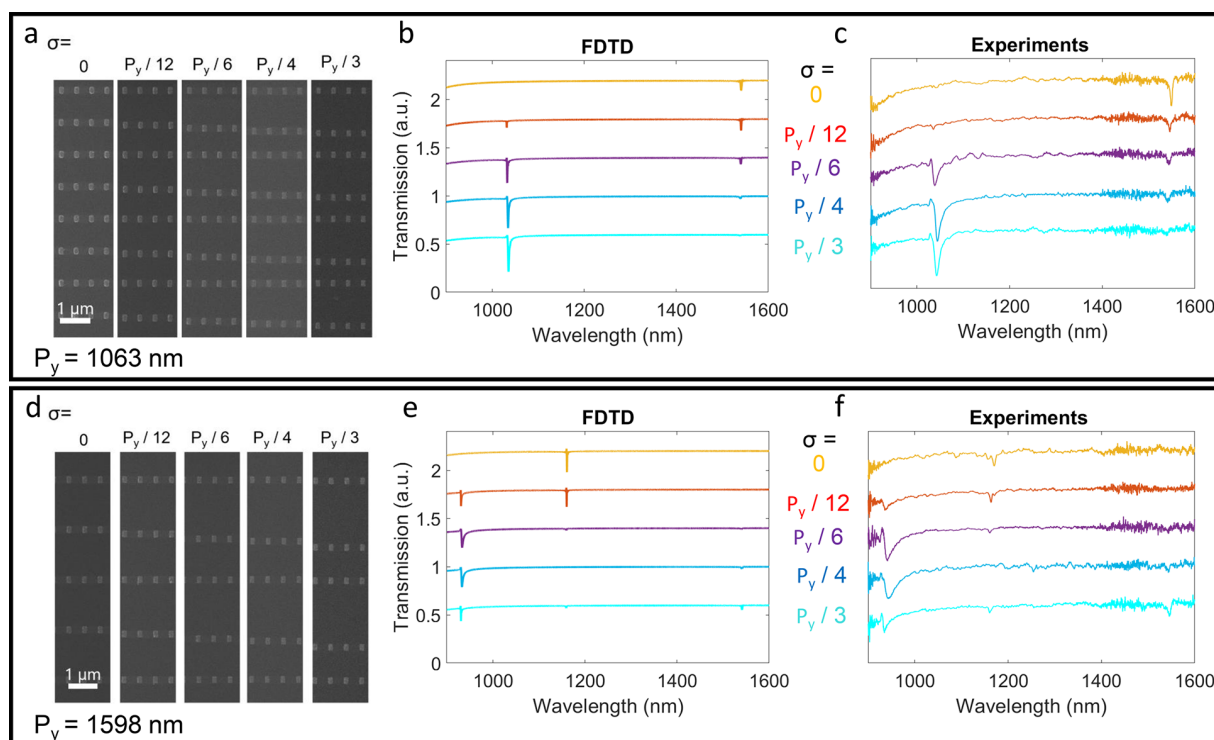 a
σ=
0
P_y / 12
P_y / 6
P_y / 4
P_y / 3
1 µm
P_y = 1063 nm
b
FDTD
Transmission (a.u.)
2
1.5
1
0.5
0
1000
1200
1400
1600
Wavelength (nm)
σ =
0
P_y / 12
P_y / 6
P_y / 4
P_y / 3
c
Experiments
1000
1200
1400
1600
Wavelength (nm)
d
σ=
0
P_y / 12
P_y / 6
P_y / 4
P_y / 3
1 µm
P_y = 1598 nm
e
FDTD
Transmission (a.u.)
2
1.5
1
0.5
0
1000
1200
1400
1600
Wavelength (nm)
σ =
0
P_y / 12
P_y / 6
P_y / 4
P_y / 3
f
Experiments
1000
1200
1400
1600
Wavelength (nm)